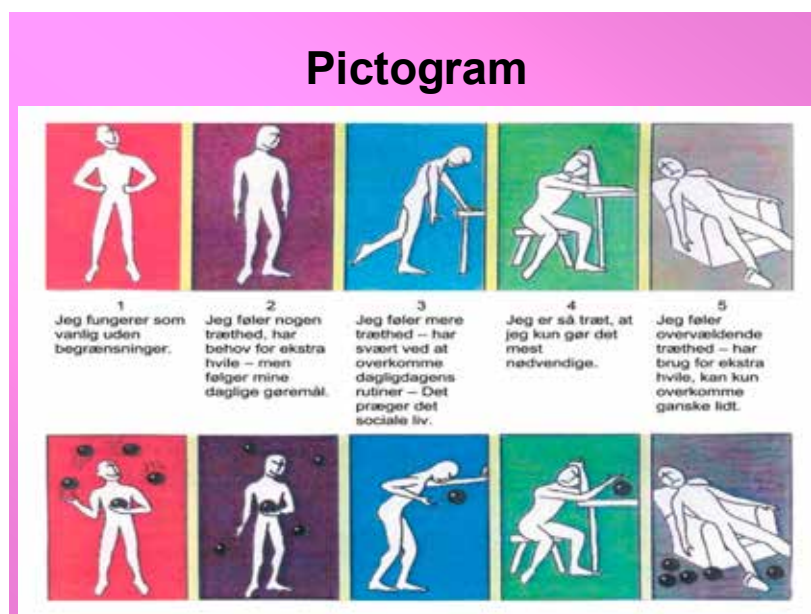 Pictogram
1
Jeg fungerer som
vanlig uden
begrænsninger.
2
Jeg føler nogen
træthed, har
behov for ekstra
hvile – men
følger mine
daglige gøremål.
3
Jeg føler mere
træthed – har
svært ved at
overkomme
dagligdagens
rutiner – Det
præger det
sociale liv.
4
Jeg er så træt, at
jeg kun gør det
mest
nødvendige.
5
Jeg føler
overvældende
træthed – har
brug for ekstra
hvile, kan kun
overkomme
ganske lidt.